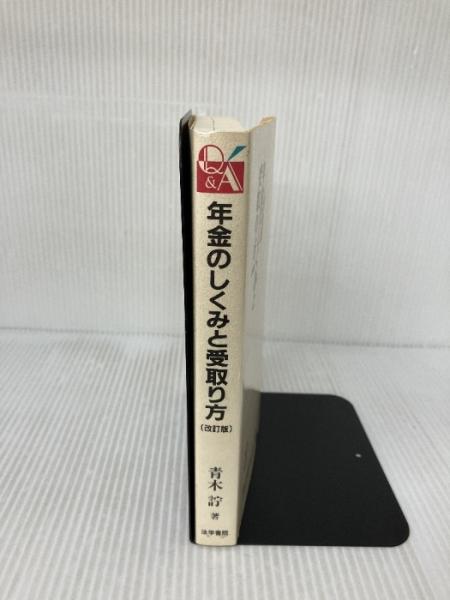 Q&A
年金のしくみと受取り方
(改訂版)
青木 詝 著
法学書院